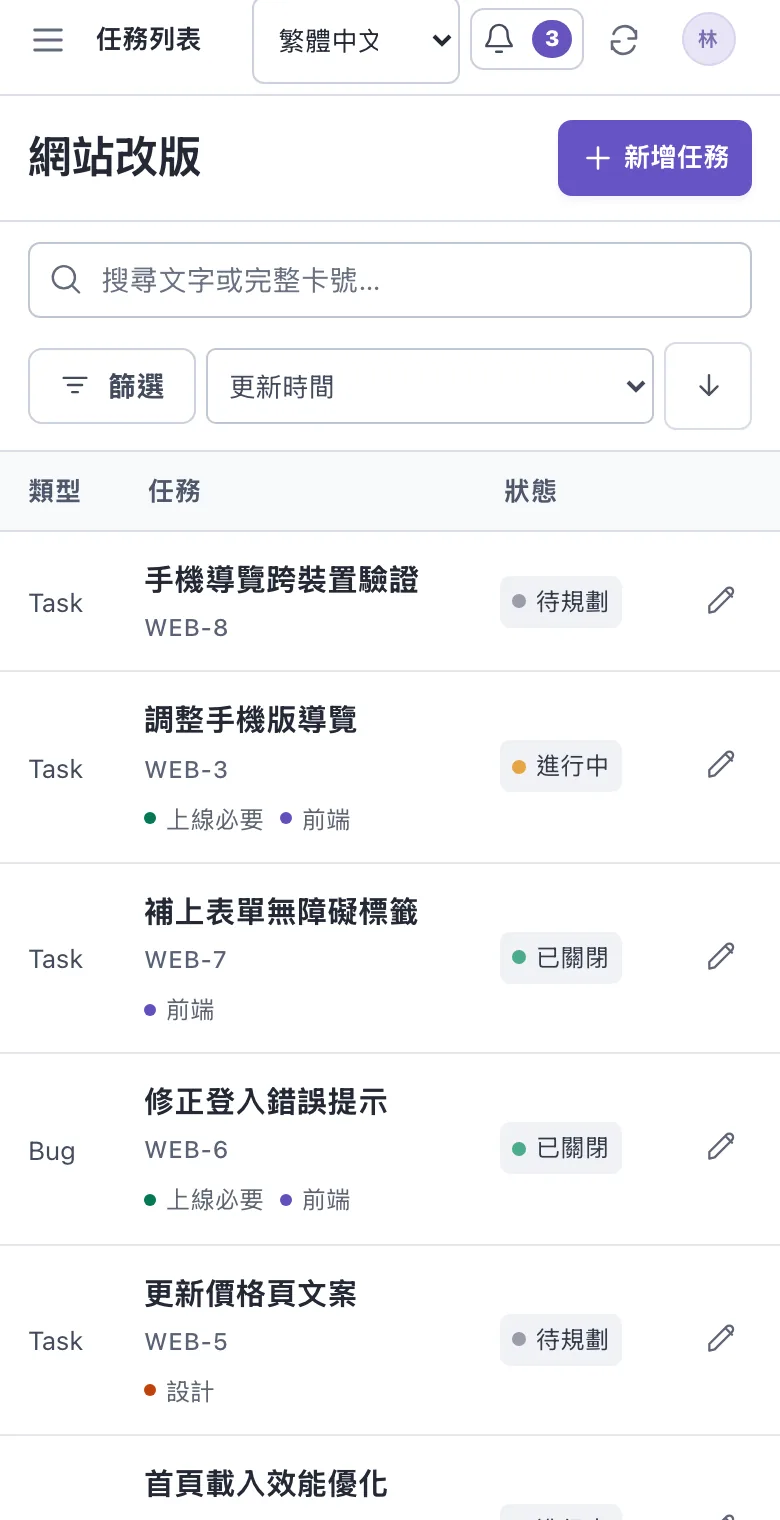 任務列表 繁體中文 3 林
網站改版 新增任務
搜尋文字或完整卡號...
篩選 更新時間
類型 任務 狀態
手機導覽跨裝置驗證
Task WEB-8 待規劃
調整手機版導覽
Task WEB-3 進行中
上線必要 前端
補上表單無障礙標籤
Task WEB-7 已關閉
前端
修正登入錯誤提示
Bug WEB-6 已關閉
上線必要 前端
更新價格頁文案
Task WEB-5 待規劃
設計
首頁載入效能優化